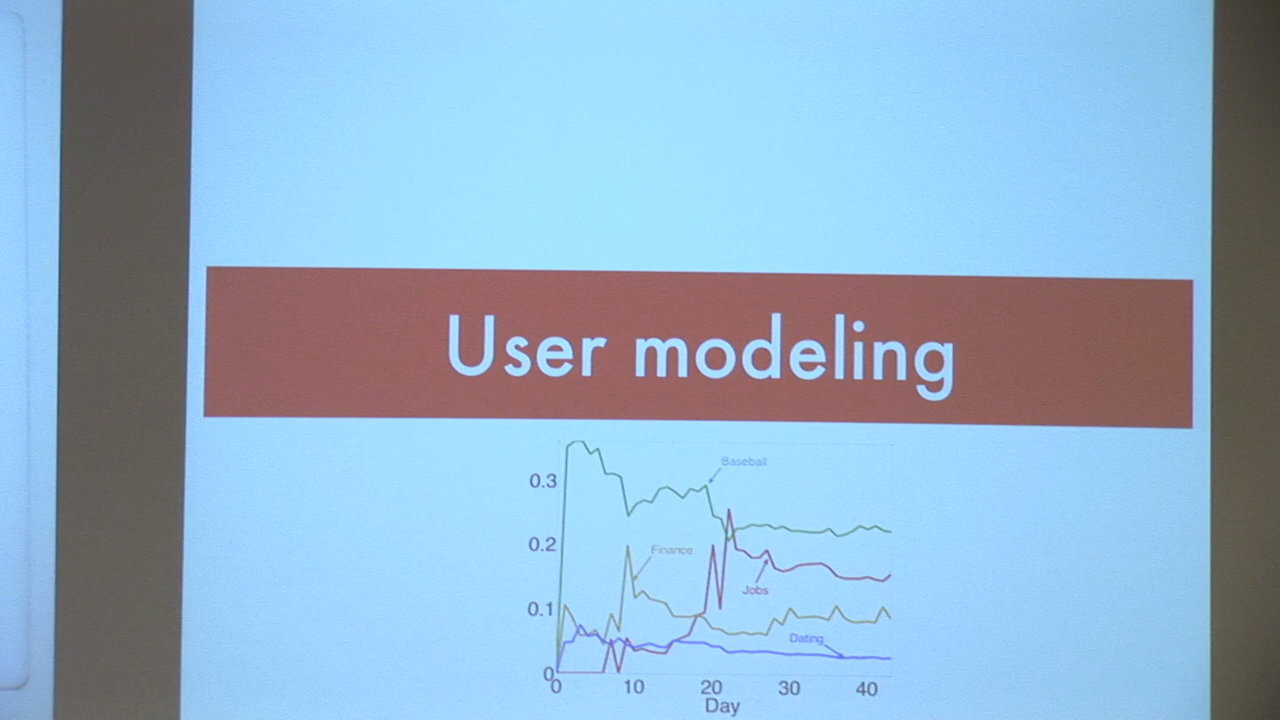 User modeling
Baseball
0.3
0.2
Finance
Jobs
0.1
Dating
0
0 10 20 30 40
Day